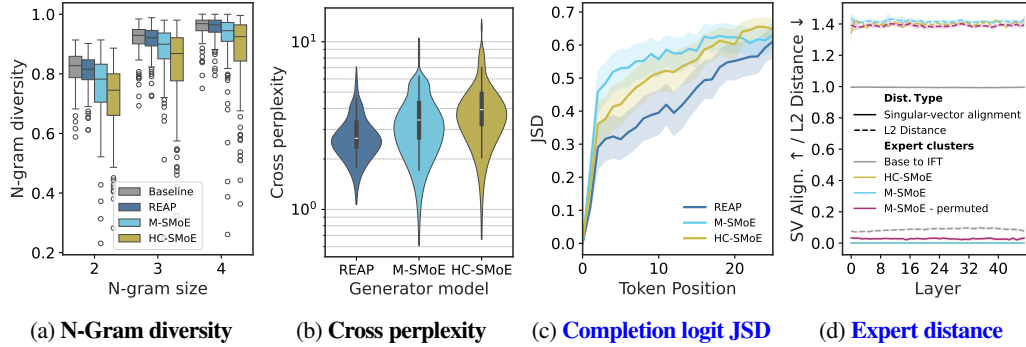 1.0
0.8
0.6
0.4
0.2
N-gram diversity
Baseline
REAP
M-SMoE
HC-SMoE
2
3
4
N-gram size
(a) N-Gram diversity
10¹
10⁰
Cross perplexity
REAP
M-SMoE
HC-SMoE
Generator model
(b) Cross perplexity
0.7
0.6
0.5
0.4
0.3
0.2
0.1
0.0
JSD
REAP
M-SMoE
HC-SMoE
0
10
20
Token Position
(c) Completion logit JSD
1.4
1.2
1.0
0.8
0.6
0.4
0.2
0.0
SV Align. ↑ / L2 Distance ↓
Dist. Type
Singular-vector alignment
L2 Distance
Expert clusters
Base to IFT
HC-SMoE
M-SMoE
M-SMoE - permuted
0
8
16
24
32
40
Layer
(d) Expert distance